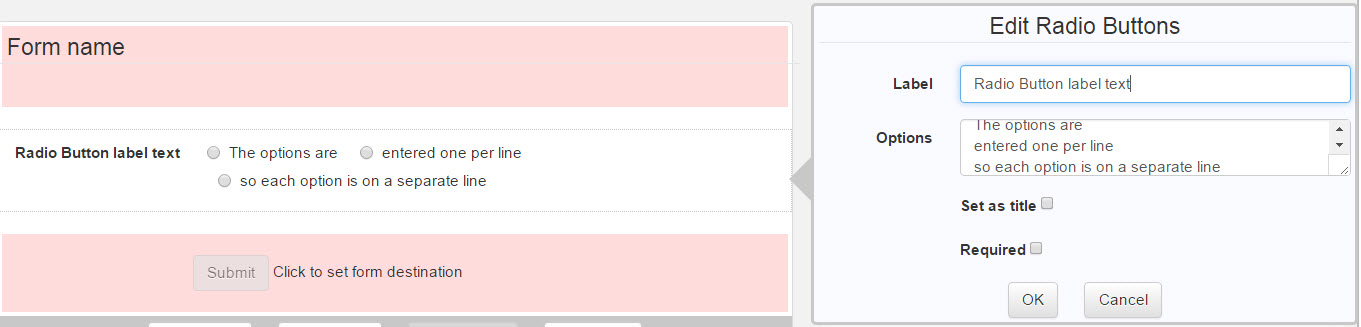 Form name
Radio Button label text The options are entered one per line
so each option is on a separate line
Submit Click to set form destination
Edit Radio Buttons
Label Radio Button label text
Options The options are
entered one per line
so each option is on a separate line
Set as title
Required
OK Cancel